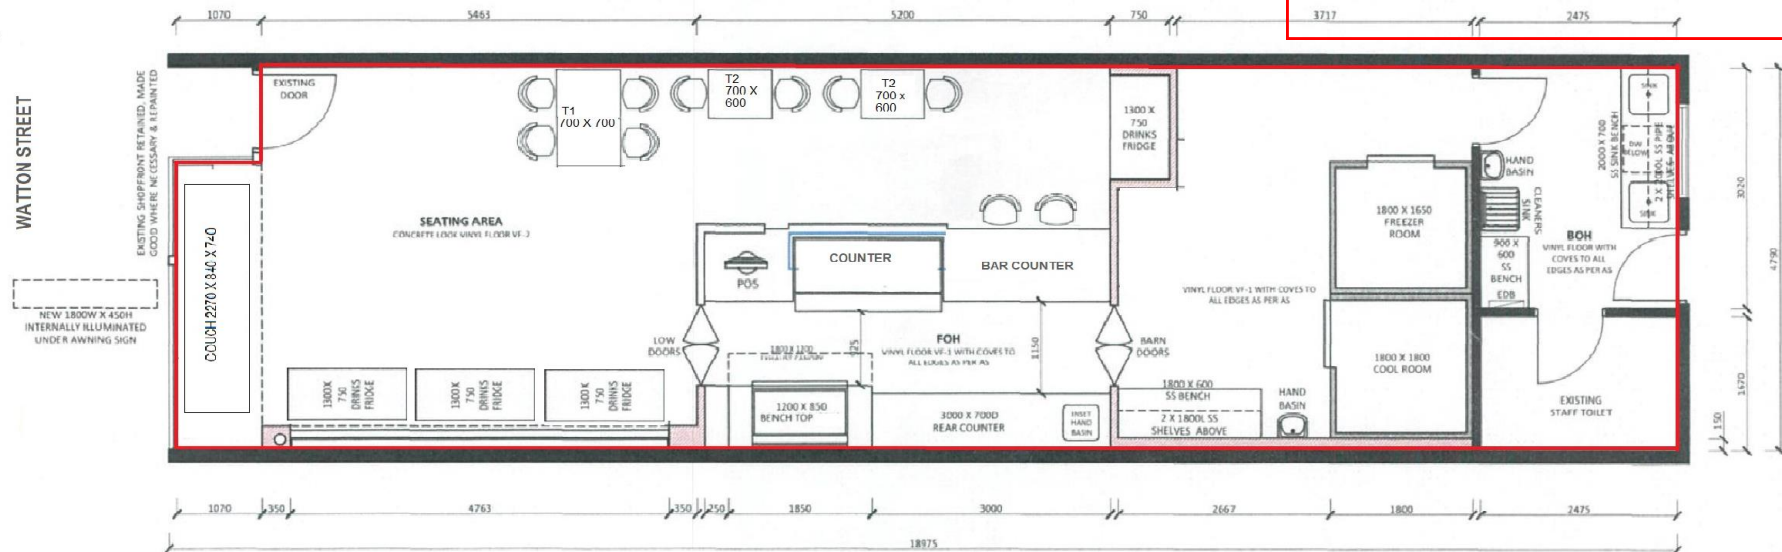 1070
5463
5200
750
3717
2475
WATTON STREET
EXISTING SHOPFRONT RETAINED, MADE
GOOD WHERE NECESSARY & REPAINTED
EXISTING
DOOR
T1
700 X 700
T2
700 X
600
T2
700 x
600
1300 X
750
DRINKS
FRIDGE
2000 X 700
SS SINK BENCH
SINK
DW
BELOW
SINK
HAND
BASIN
CLEANERS
SINK
3020
4790
SEATING AREA
COUCH 2270 X 840 X 740
POS
COUNTER
BAR COUNTER
1800 X 1650
FREEZER
ROOM
900 X
600
SS
BENCH
EDB
BOH
VINYL FLOOR WITH
COVES TO ALL
EDGES AS PER AS
VINYL FLOOR VF-1 WITH COVES TO
ALL EDGES AS PER AS
NEW 1800W X 450H
INTERNALLY ILLUMINATED
UNDER AWNING SIGN
LOW
DOORS
FOH
VINYL FLOOR VF-1 WITH COVES TO
ALL EDGES AS PER AS
1150
BARN
DOORS
1800 X 1800
COOL ROOM
1300X
750
DRINKS
FRIDGE
1300X
750
DRINKS
FRIDGE
1300X
750
DRINKS
FRIDGE
1200 X 850
BENCH TOP
3000 X 700D
REAR COUNTER
INSET
HAND
BASIN
1800 X 600
SS BENCH
2 X 1800L SS
SHELVES ABOVE
HAND
BASIN
EXISTING
STAFF TOILET
1670
150
1070
350
4763
350
250
1850
3000
2667
1800
2475
18975